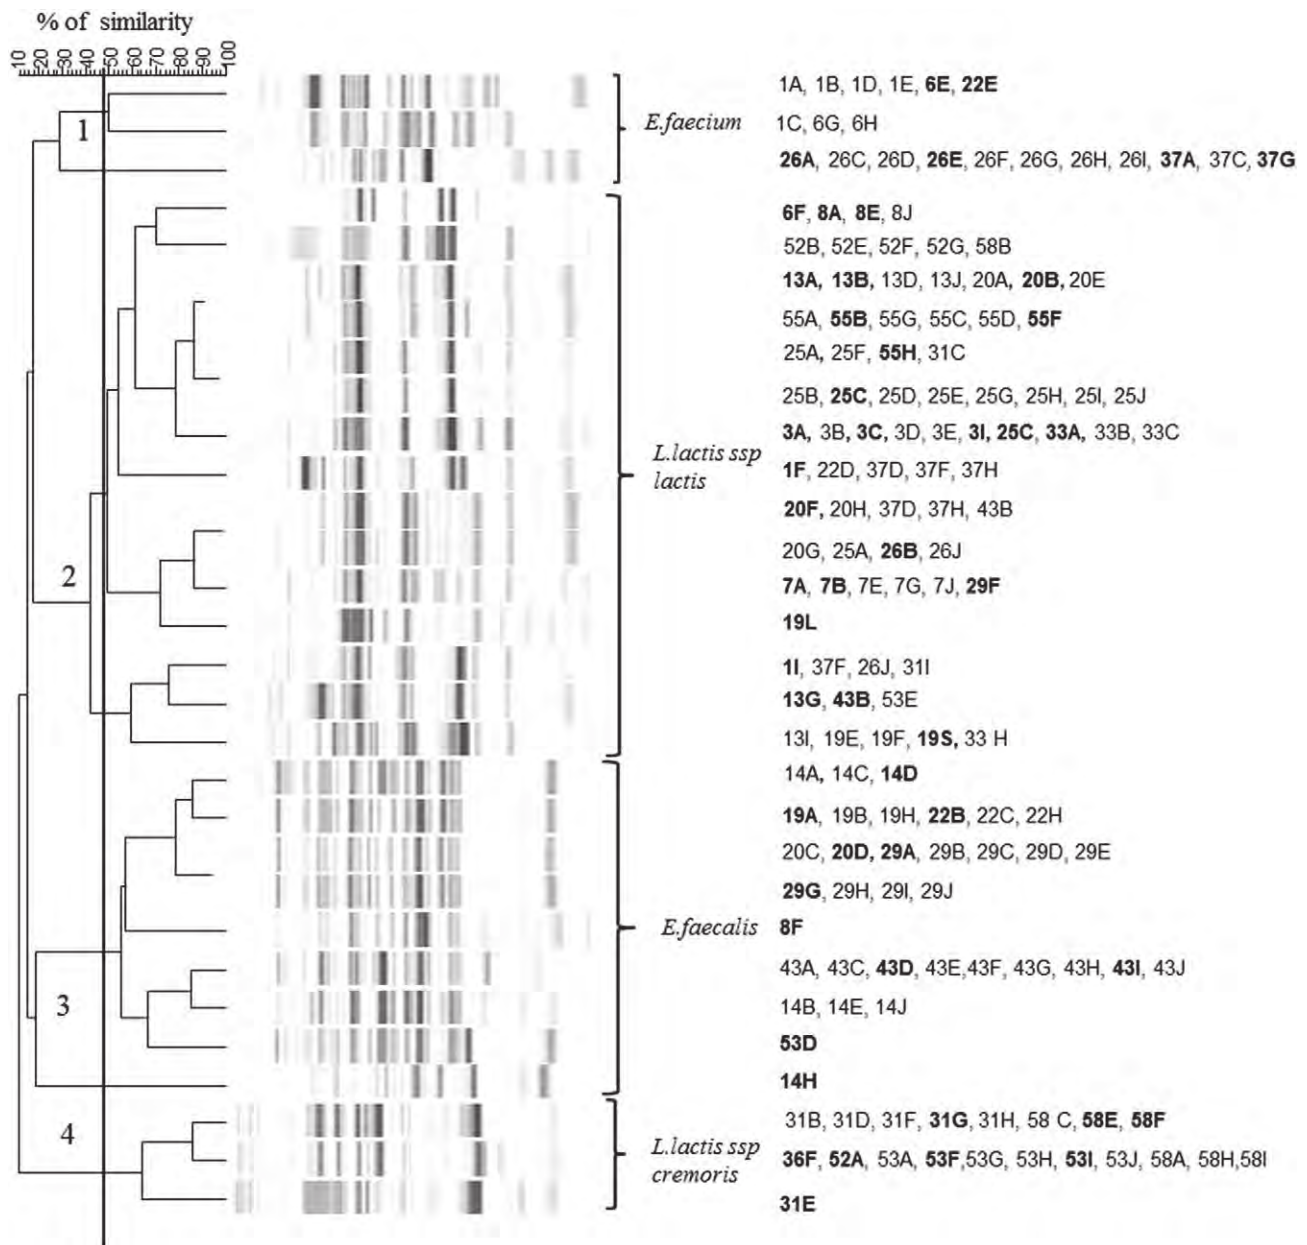 % of similarity
10 20 30 40 50 60 70 80 90 100
1A, 1B, 1D, 1E, 6E, 22E
1
E.faecium
1C, 6G, 6H
26A, 26C, 26D, 26E, 26F, 26G, 26H, 26I, 37A, 37C, 37G
6F, 8A, 8E, 8J
52B, 52E, 52F, 52G, 58B
13A, 13B, 13D, 13J, 20A, 20B, 20E
55A, 55B, 55G, 55C, 55D, 55F
25A, 25F, 55H, 31C
25B, 25C, 25D, 25E, 25G, 25H, 25I, 25J
3A, 3B, 3C, 3D, 3E, 3I, 25C, 33A, 33B, 33C
L.lactis ssp
lactis
1F, 22D, 37D, 37F, 37H
20F, 20H, 37D, 37H, 43B
20G, 25A, 26B, 26J
2
7A, 7B, 7E, 7G, 7J, 29F
19L
1I, 37F, 26J, 31I
13G, 43B, 53E
13I, 19E, 19F, 19S, 33 H
14A, 14C, 14D
19A, 19B, 19H, 22B, 22C, 22H
20C, 20D, 29A, 29B, 29C, 29D, 29E
29G, 29H, 29I, 29J
E.faecalis
8F
43A, 43C, 43D, 43E,43F, 43G, 43H, 43I, 43J
3
14B, 14E, 14J
53D
14H
4
31B, 31D, 31F, 31G, 31H, 58 C, 58E, 58F
L.lactis ssp
cremoris
36F, 52A, 53A, 53F,53G, 53H, 53I, 53J, 58A, 58H,58I
31E